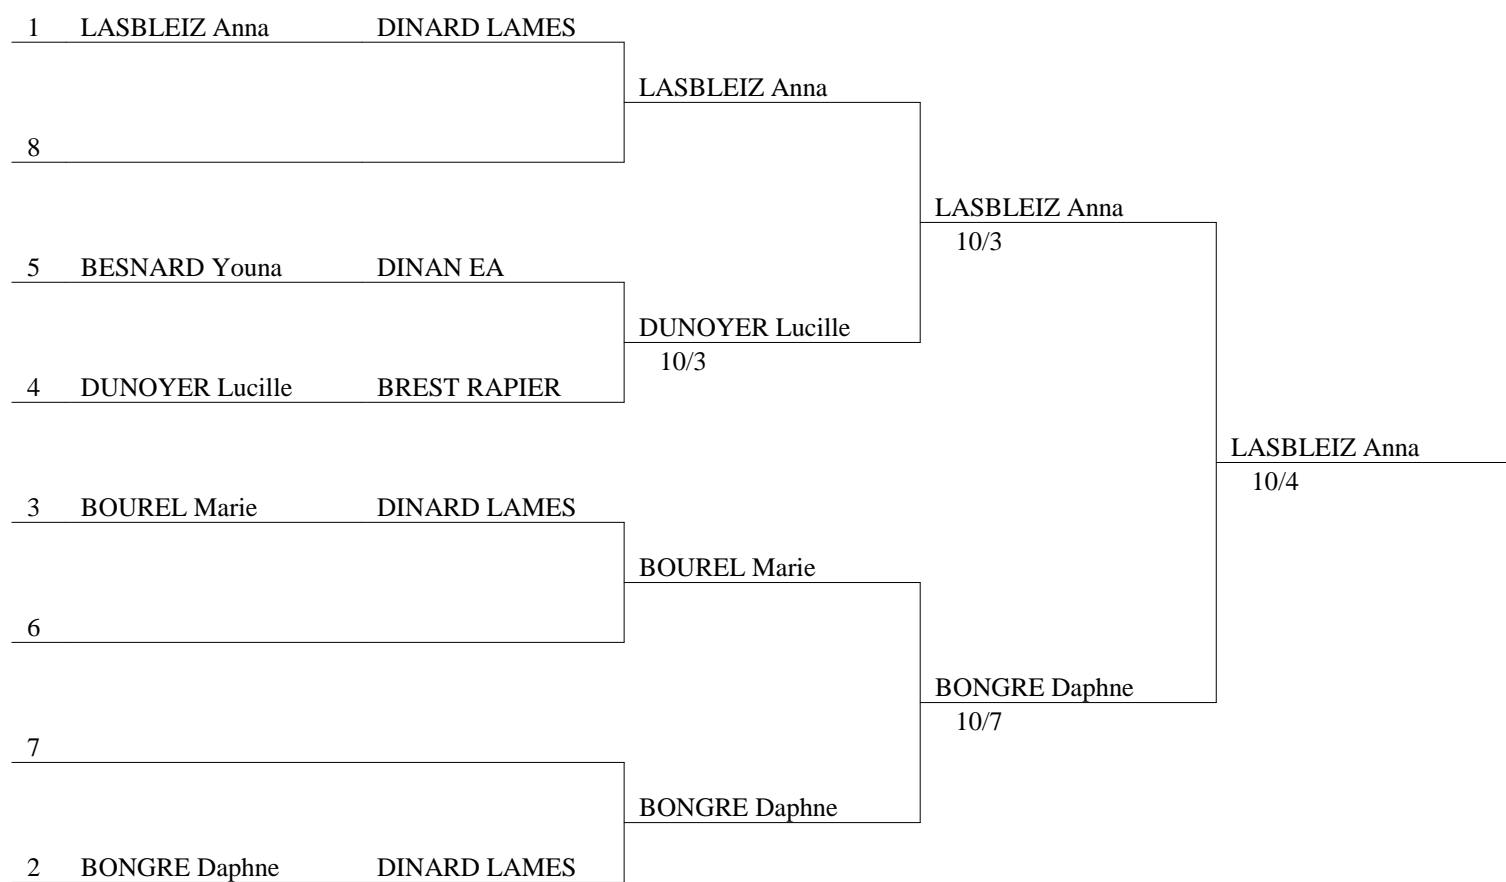 1 LASBLEIZ Anna DINARD LAMES
LASBLEIZ Anna
8
LASBLEIZ Anna
10/3
5 BESNARD Youna DINAN EA
DUNOYER Lucille
10/3
4 DUNOYER Lucille BREST RAPIER
LASBLEIZ Anna
10/4
3 BOUREL Marie DINARD LAMES
BOUREL Marie
6
BONGRE Daphne
10/7
7
BONGRE Daphne
2 BONGRE Daphne DINARD LAMES